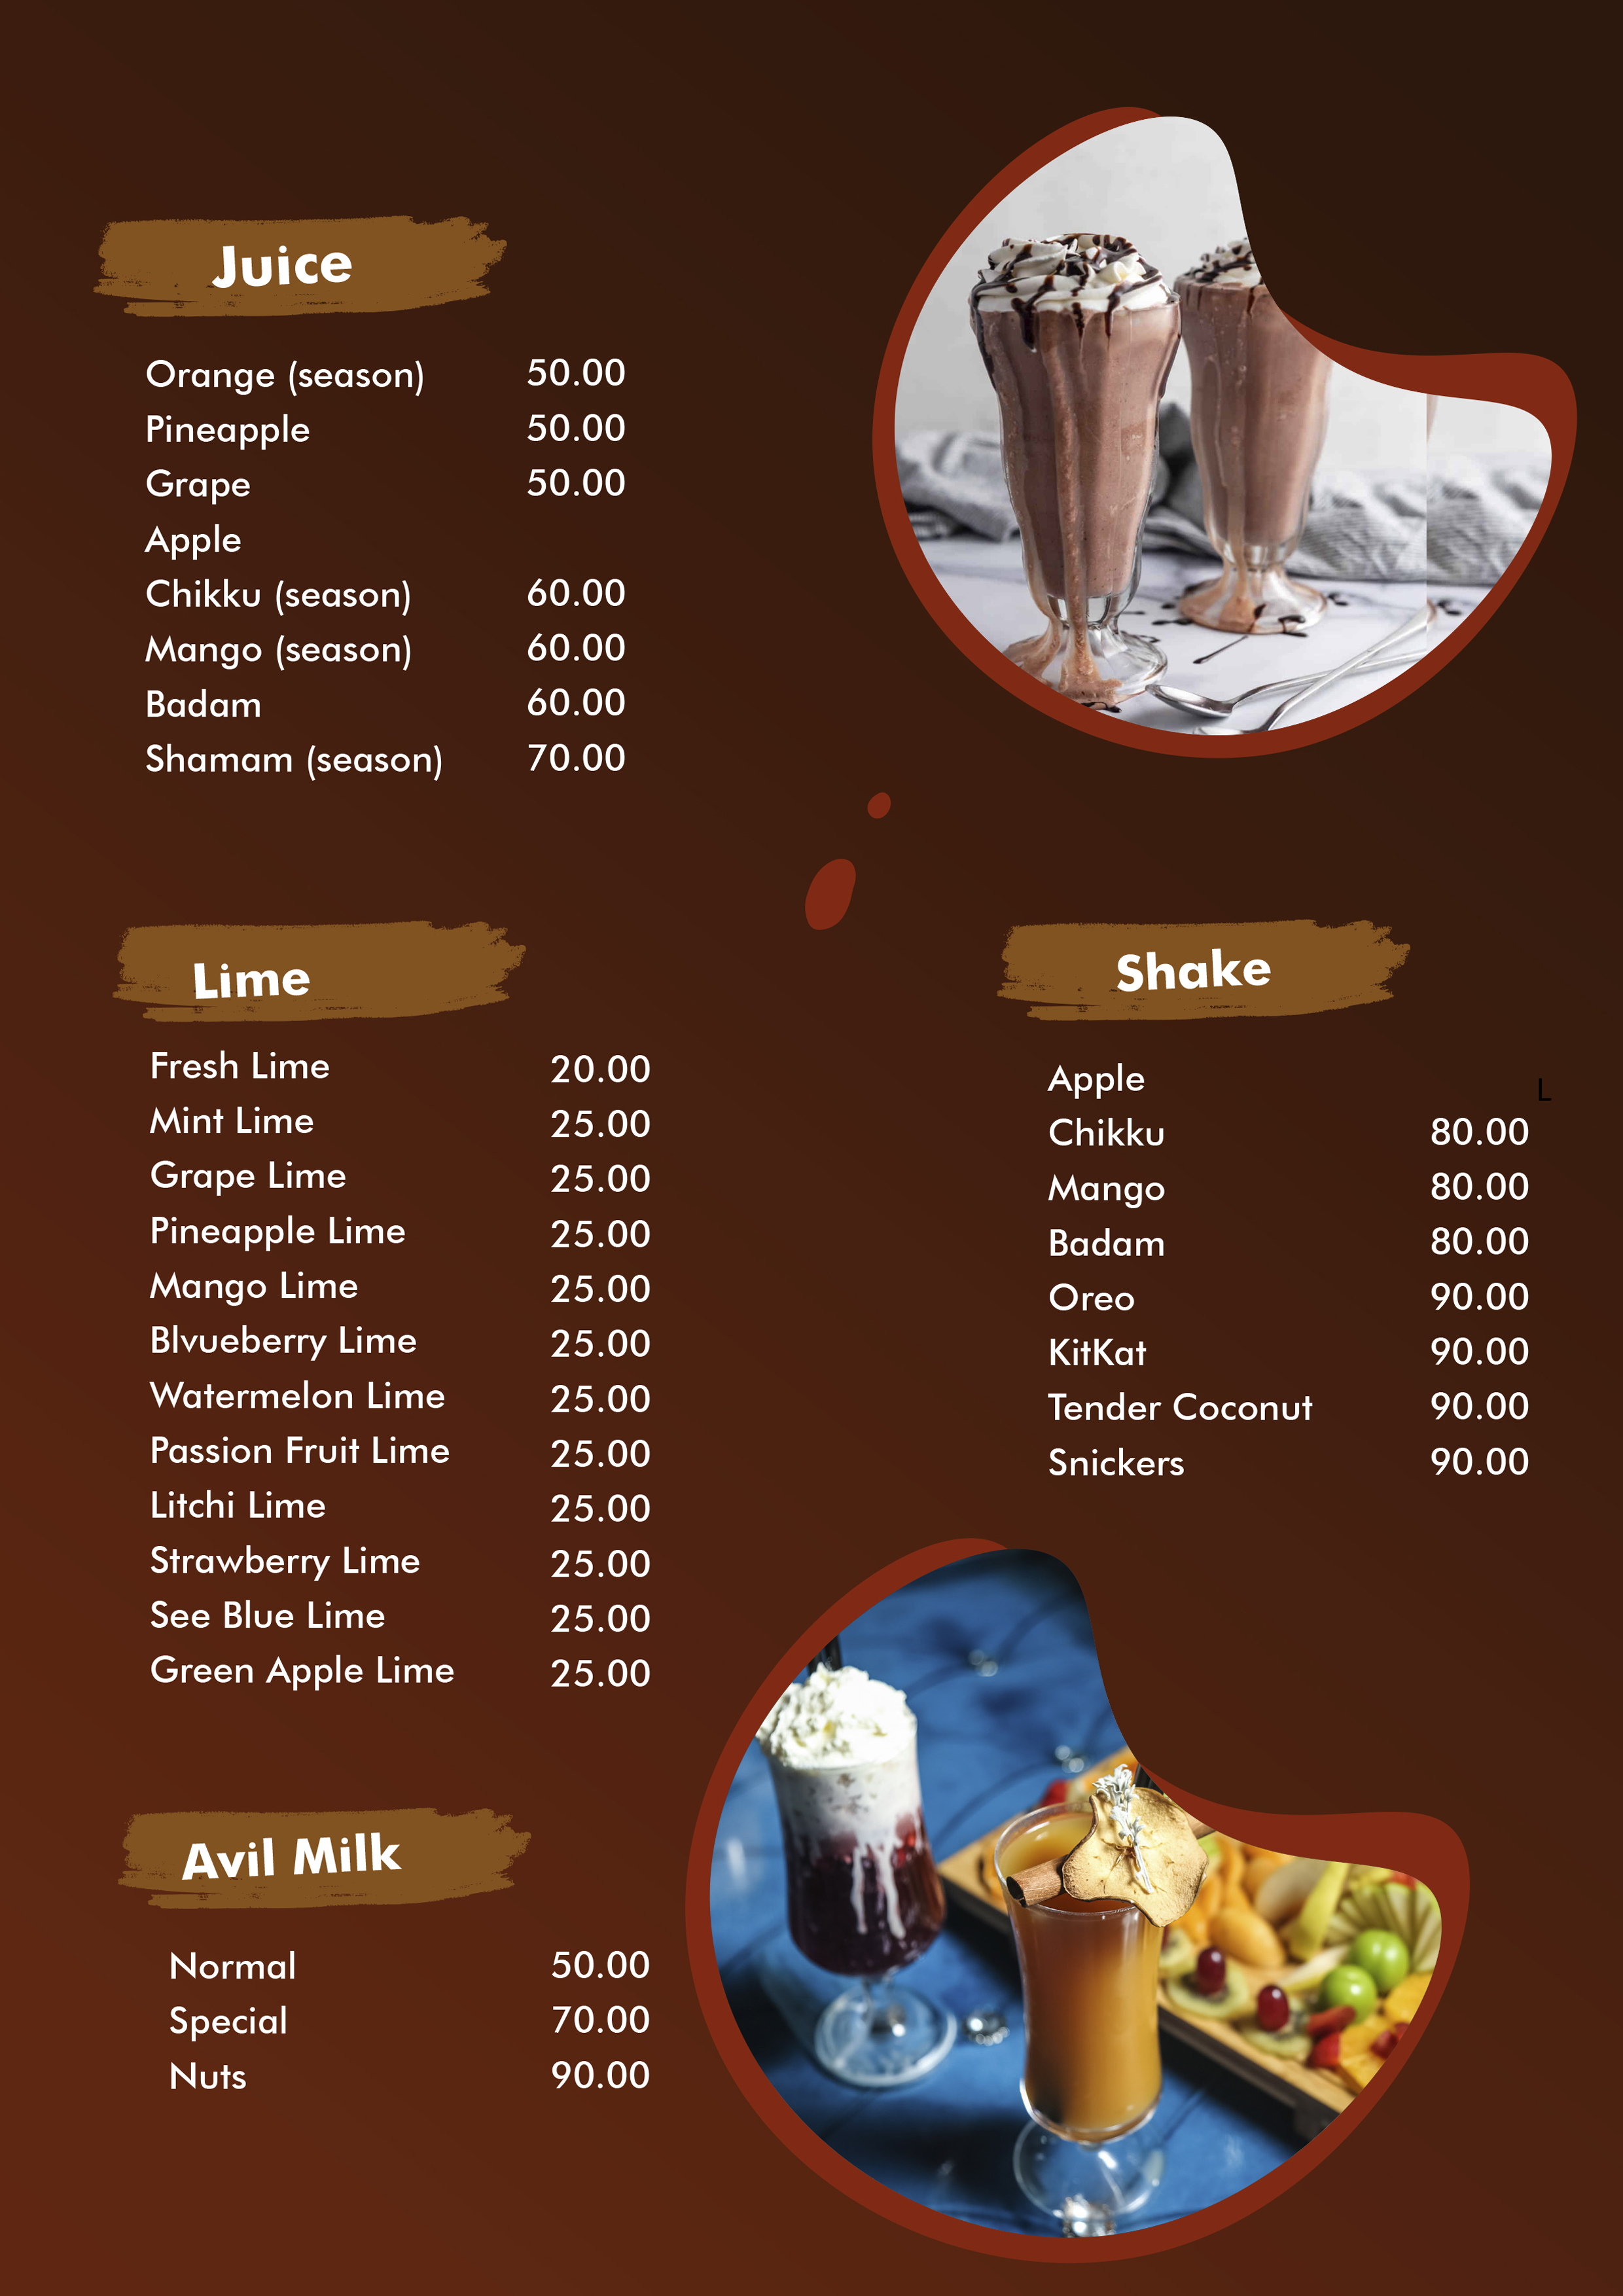 Juice
Orange (season) 50.00
Pineapple 50.00
Grape 50.00
Apple
Chikku (season) 60.00
Mango (season) 60.00
Badam 60.00
Shamam (season) 70.00
Lime
Fresh Lime 20.00
Mint Lime 25.00
Grape Lime 25.00
Pineapple Lime 25.00
Mango Lime 25.00
Blvueberry Lime 25.00
Watermelon Lime 25.00
Passion Fruit Lime 25.00
Litchi Lime 25.00
Strawberry Lime 25.00
See Blue Lime 25.00
Green Apple Lime 25.00
Shake
Apple
L
Chikku 80.00
Mango 80.00
Badam 80.00
Oreo 90.00
KitKat 90.00
Tender Coconut 90.00
Snickers 90.00
Avil Milk
Normal 50.00
Special 70.00
Nuts 90.00